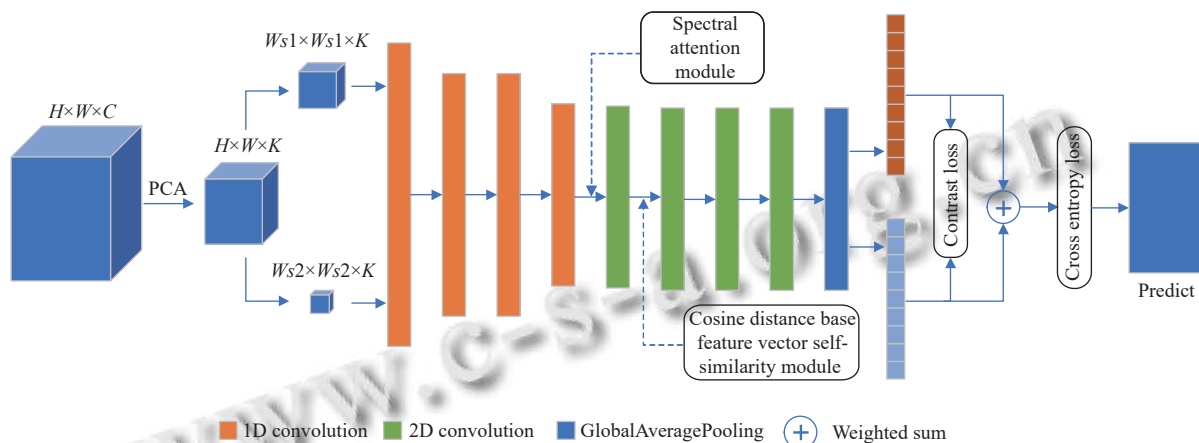 H×W×C
PCA
H×W×K
Ws1×Ws1×K
Ws2×Ws2×K
Spectral
attention
module
Cosine distance base
feature vector self-
similarity module
Contrast loss
+
Cross entropy loss
Predict
1D convolution
2D convolution
GlobalAveragePooling
+ Weighted sum
www.c-s-a.org.cn